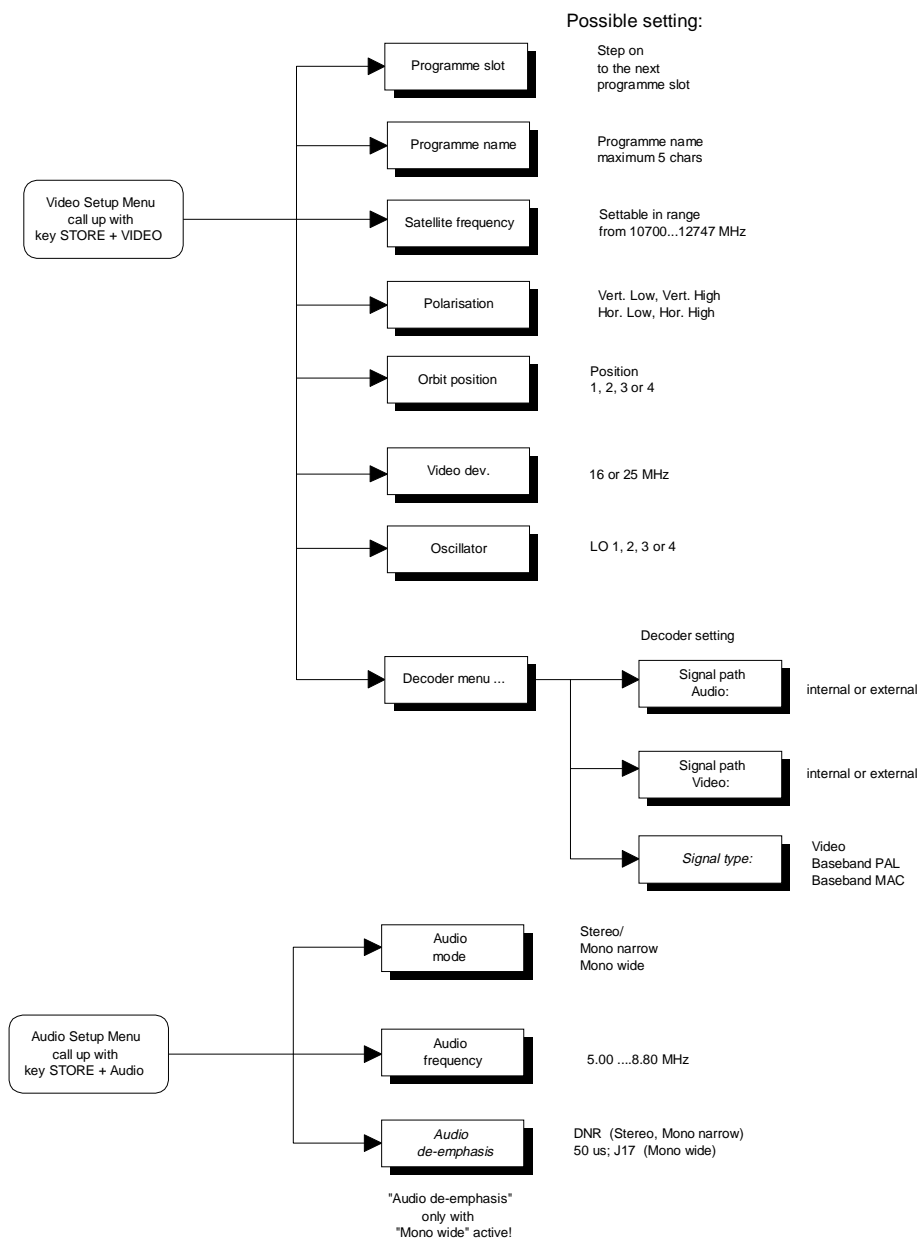 Possible setting:
Programme slot
Step on
to the next
programme slot
Programme name
Programme name
maximum 5 chars
Video Setup Menu
call up with
key STORE + VIDEO
Satellite frequency
Settable in range
from 10700...12747 MHz
Polarisation
Vert. Low, Vert. High
Hor. Low, Hor. High
Orbit position
Position
1, 2, 3 or 4
Video dev.
16 or 25 MHz
Oscillator
LO 1, 2, 3 or 4
Decoder menu ...
Decoder setting
Signal path
Audio:
internal or external
Signal path
Video:
internal or external
Signal type:
Video
Baseband PAL
Baseband MAC
Audio
mode
Stereo/
Mono narrow
Mono wide
Audio Setup Menu
call up with
key STORE + Audio
Audio
frequency
5.00 ....8.80 MHz
Audio
de-emphasis
DNR (Stereo, Mono narrow)
50 us; J17 (Mono wide)
"Audio de-emphasis"
only with
"Mono wide" active!